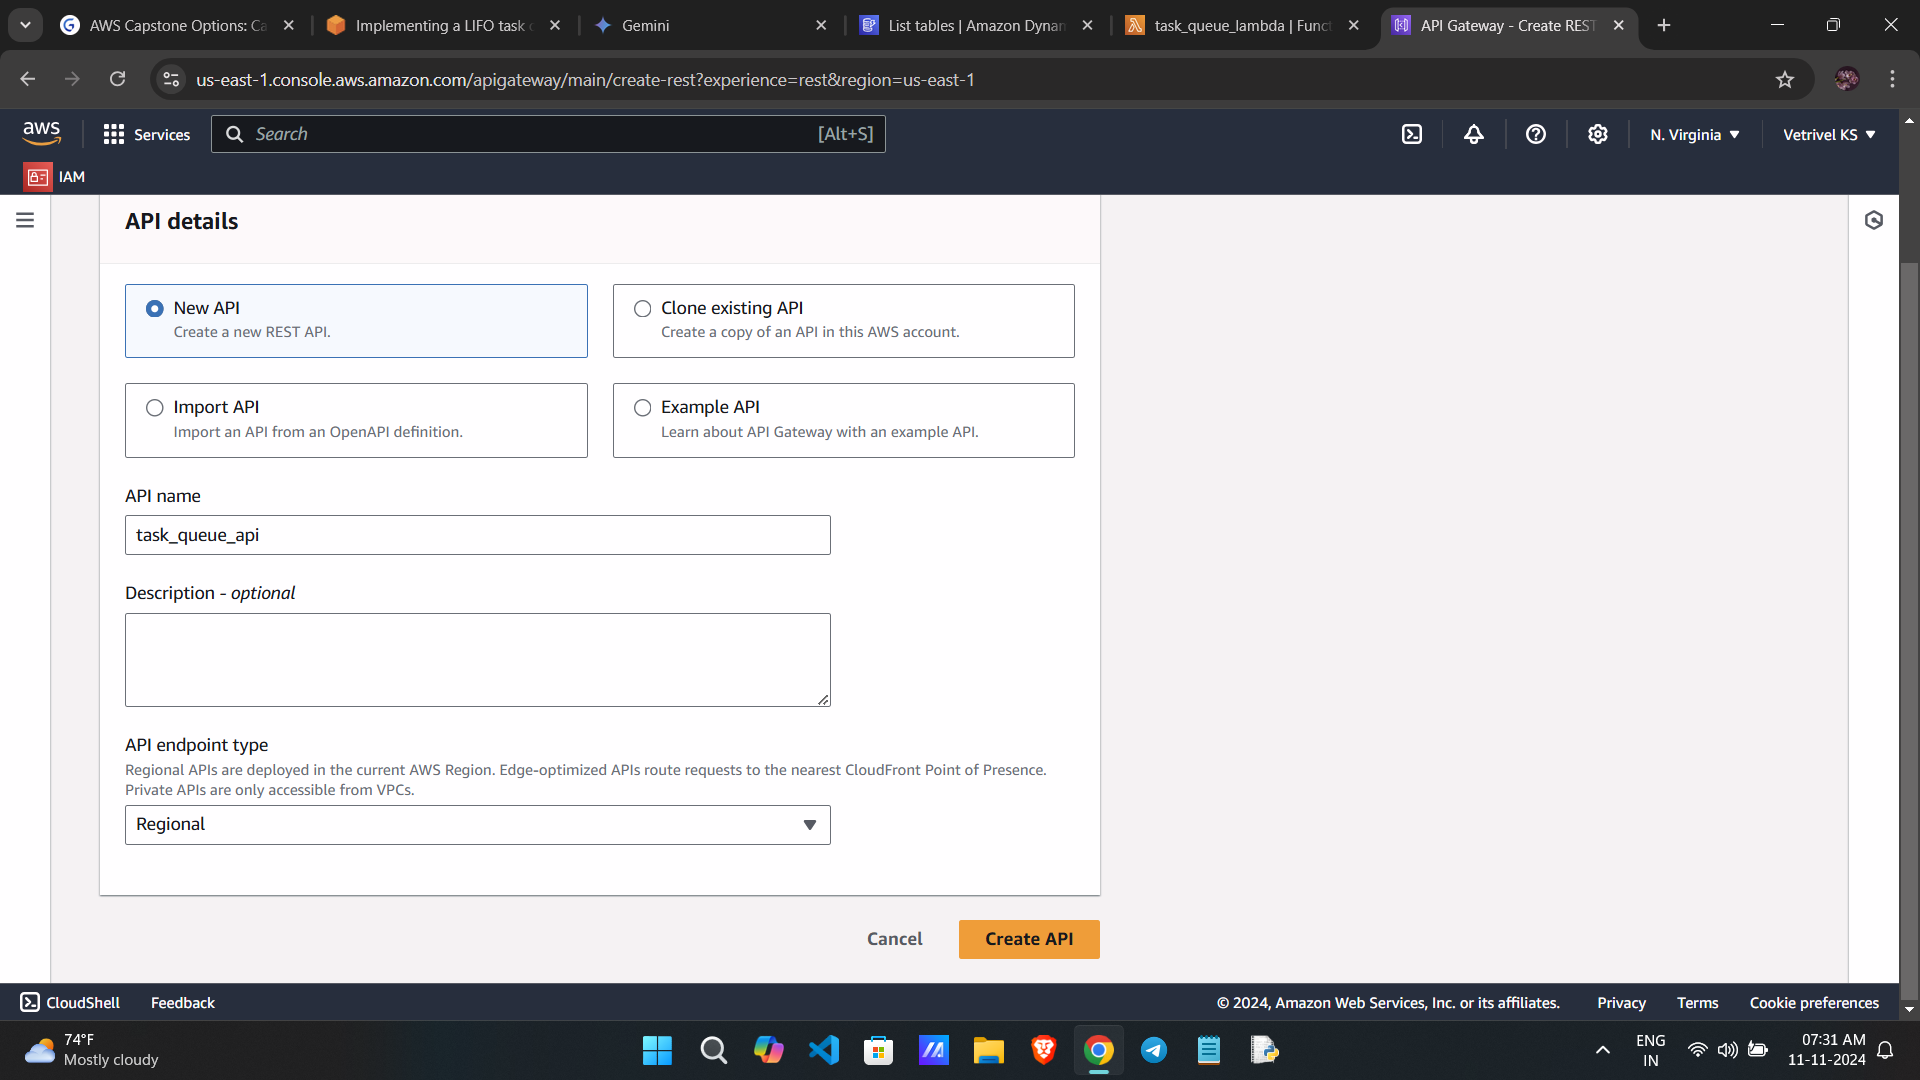 AWS Capstone Options: Ca
Implementing a LIFO task
Gemini
List tables | Amazon Dynam
task_queue_lambda | Funct
API Gateway - Create REST
us-east-1.console.aws.amazon.com/apigateway/main/create-rest?experience=rest&region=us-east-1
aws
Services
Search
[Alt+S]
N. Virginia
Vetrivel KS
IAM
API details
New API
Create a new REST API.
Clone existing API
Create a copy of an API in this AWS account.
Import API
Import an API from an OpenAPI definition.
Example API
Learn about API Gateway with an example API.
API name
task_queue_api
Description - optional
API endpoint type
Regional APIs are deployed in the current AWS Region. Edge-optimized APIs route requests to the nearest CloudFront Point of Presence.
Private APIs are only accessible from VPCs.
Regional
Cancel
Create API
CloudShell
Feedback
© 2024, Amazon Web Services, Inc. or its affiliates.
Privacy
Terms
Cookie preferences
74°F
Mostly cloudy
ENG
IN
07:31 AM
11-11-2024